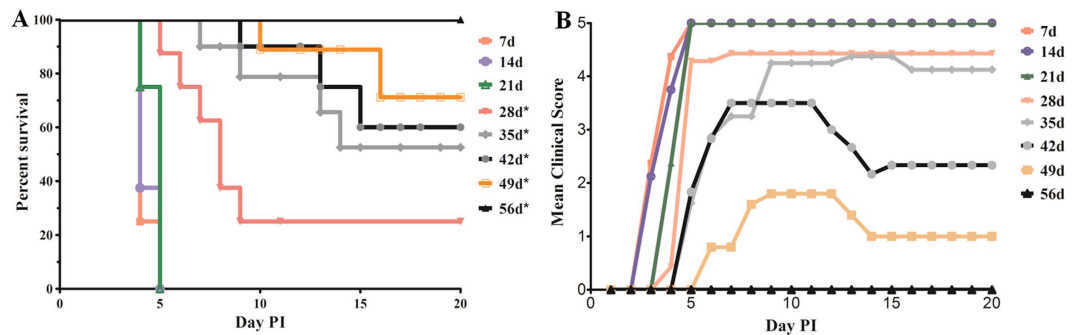 A
Percent survival
100
80
60
40
20
0
0 5 10 15 20
Day PI
7d
14d
21d
28d*
35d*
42d*
49d*
56d*
B
Mean Clinical Score
5
4
3
2
1
0
0 5 10 15 20
Day PI
7d
14d
21d
28d
35d
42d
49d
56d